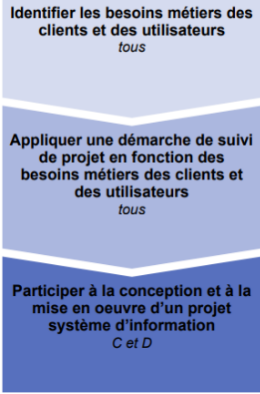 Identifier les besoins métiers des
clients et des utilisateurs
tous
Appliquer une démarche de suivi
de projet en fonction des
besoins métiers des clients et
des utilisateurs
tous
Participer à la conception et à la
mise en oeuvre d'un projet
système d'information
C et D